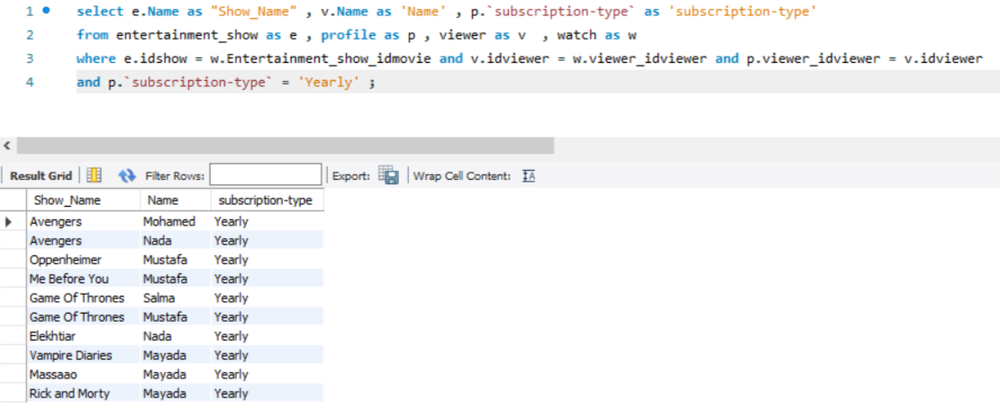 1 select e.Name as "Show_Name" , v.Name as 'Name' , p.`subscription-type` as 'subscription-type'
2 from entertainment_show as e , profile as p , viewer as v  , watch as w
3 where e.idshow = w.Entertainment_show_idmovie and v.idviewer = w.viewer_idviewer and p.viewer_idviewer = v.idviewer
4 and p.`subscription-type` = 'Yearly' ;
Result Grid Filter Rows: Export: Wrap Cell Content:
Show_Name Name subscription-type
Avengers Mohamed Yearly
Avengers Nada Yearly
Oppenheimer Mustafa Yearly
Me Before You Mustafa Yearly
Game Of Thrones Salma Yearly
Game Of Thrones Mustafa Yearly
Elekhtiar Nada Yearly
Vampire Diaries Mayada Yearly
Massaao Mayada Yearly
Rick and Morty Mayada Yearly